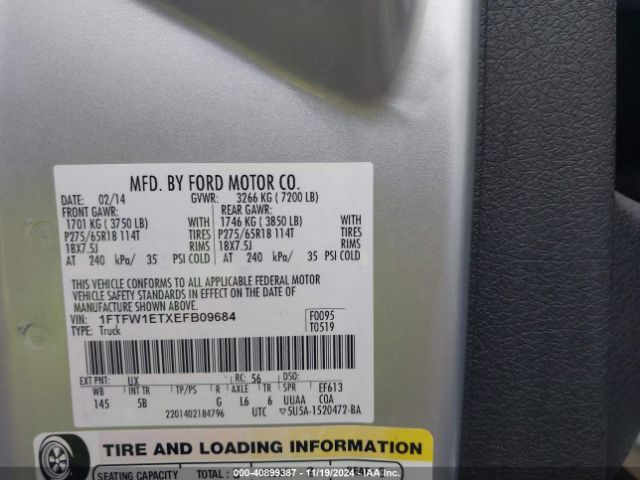 MFD. BY FORD MOTOR CO.
DATE: 02/14 GVWR: 3266 KG ( 7200 LB)
FRONT GAWR: REAR GAWR:
1701 KG ( 3750 LB) WITH 1746 KG ( 3850 LB) WITH
P275/65R18 114T TIRES P275/65R18 114T TIRES
18X7.5J RIMS 18X7.5J RIMS
AT 240 kPa/ 35 PSI COLD AT 240 kPa/ 35 PSI COLD
THIS VEHICLE CONFORMS TO ALL APPLICABLE FEDERAL MOTOR
VEHICLE SAFETY STANDARDS IN EFFECT ON THE DATE OF
MANUFACTURE SHOWN ABOVE.
VIN: 1FTFW1ETXEFB09684 F0095
TYPE: Truck T0519
EXT PNT: UX RC: 56 DSO:
WB INT TR TP/PS R AXLE TR SPR EF613
145 5B G L6 6 UUAA COA
2201402184796 UTC ▽5U5A-1520472-BA
TIRE AND LOADING INFORMATION
SEATING CAPACITY TOTAL :
000-40899387 - 11/19/2024 - IAA Inc.